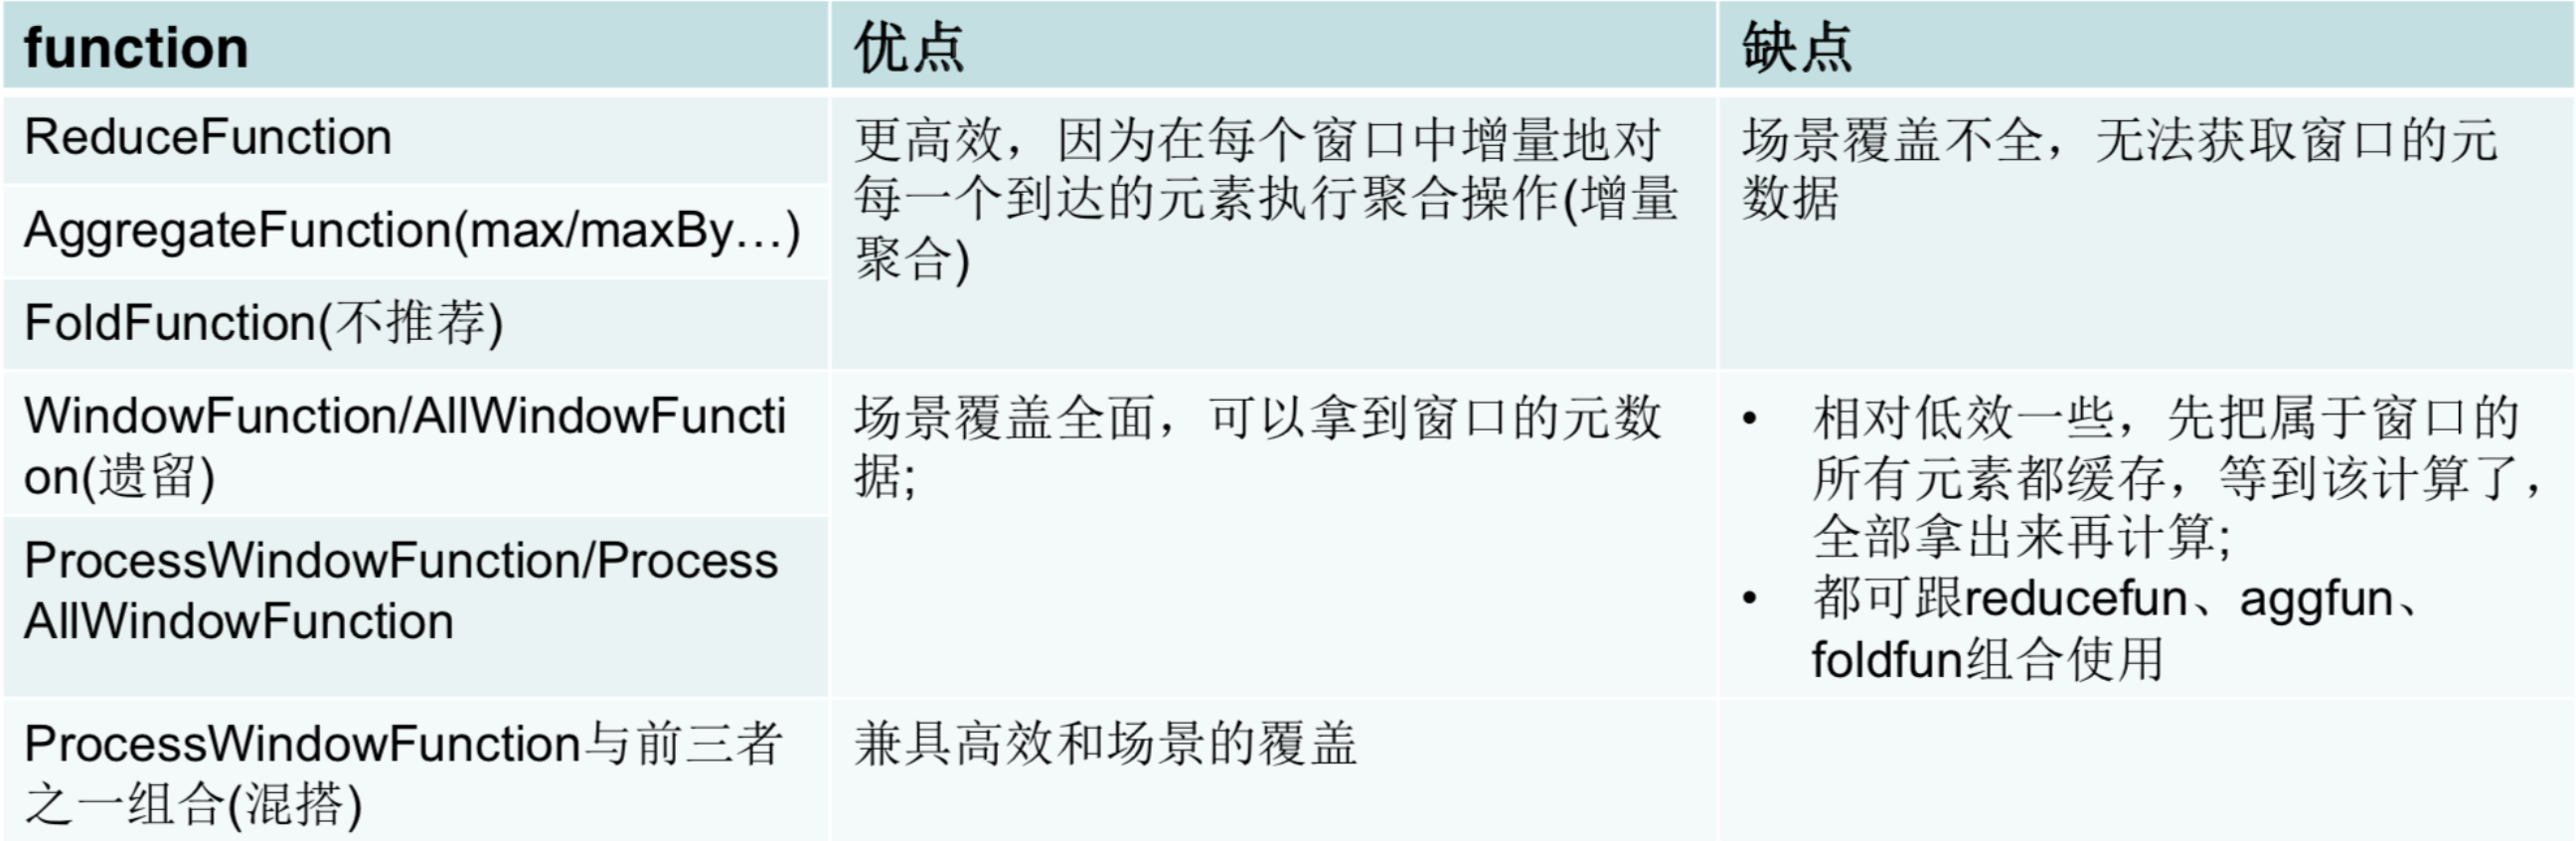 function
优点
缺点
ReduceFunction
更高效，因为在每个窗口中增量地对
每一个到达的元素执行聚合操作(增量
聚合)
场景覆盖不全，无法获取窗口的元
数据
AggregateFunction(max/maxBy…)
FoldFunction(不推荐)
WindowFunction/AllWindowFuncti
on(遗留)
场景覆盖全面，可以拿到窗口的元数
据;
• 相对低效一些，先把属于窗口的
所有元素都缓存，等到该计算了，
全部拿出来再计算;
• 都可跟reducefun、aggfun、
foldfun组合使用
ProcessWindowFunction/Process
AllWindowFunction
ProcessWindowFunction与前三者
之一组合(混搭)
兼具高效和场景的覆盖